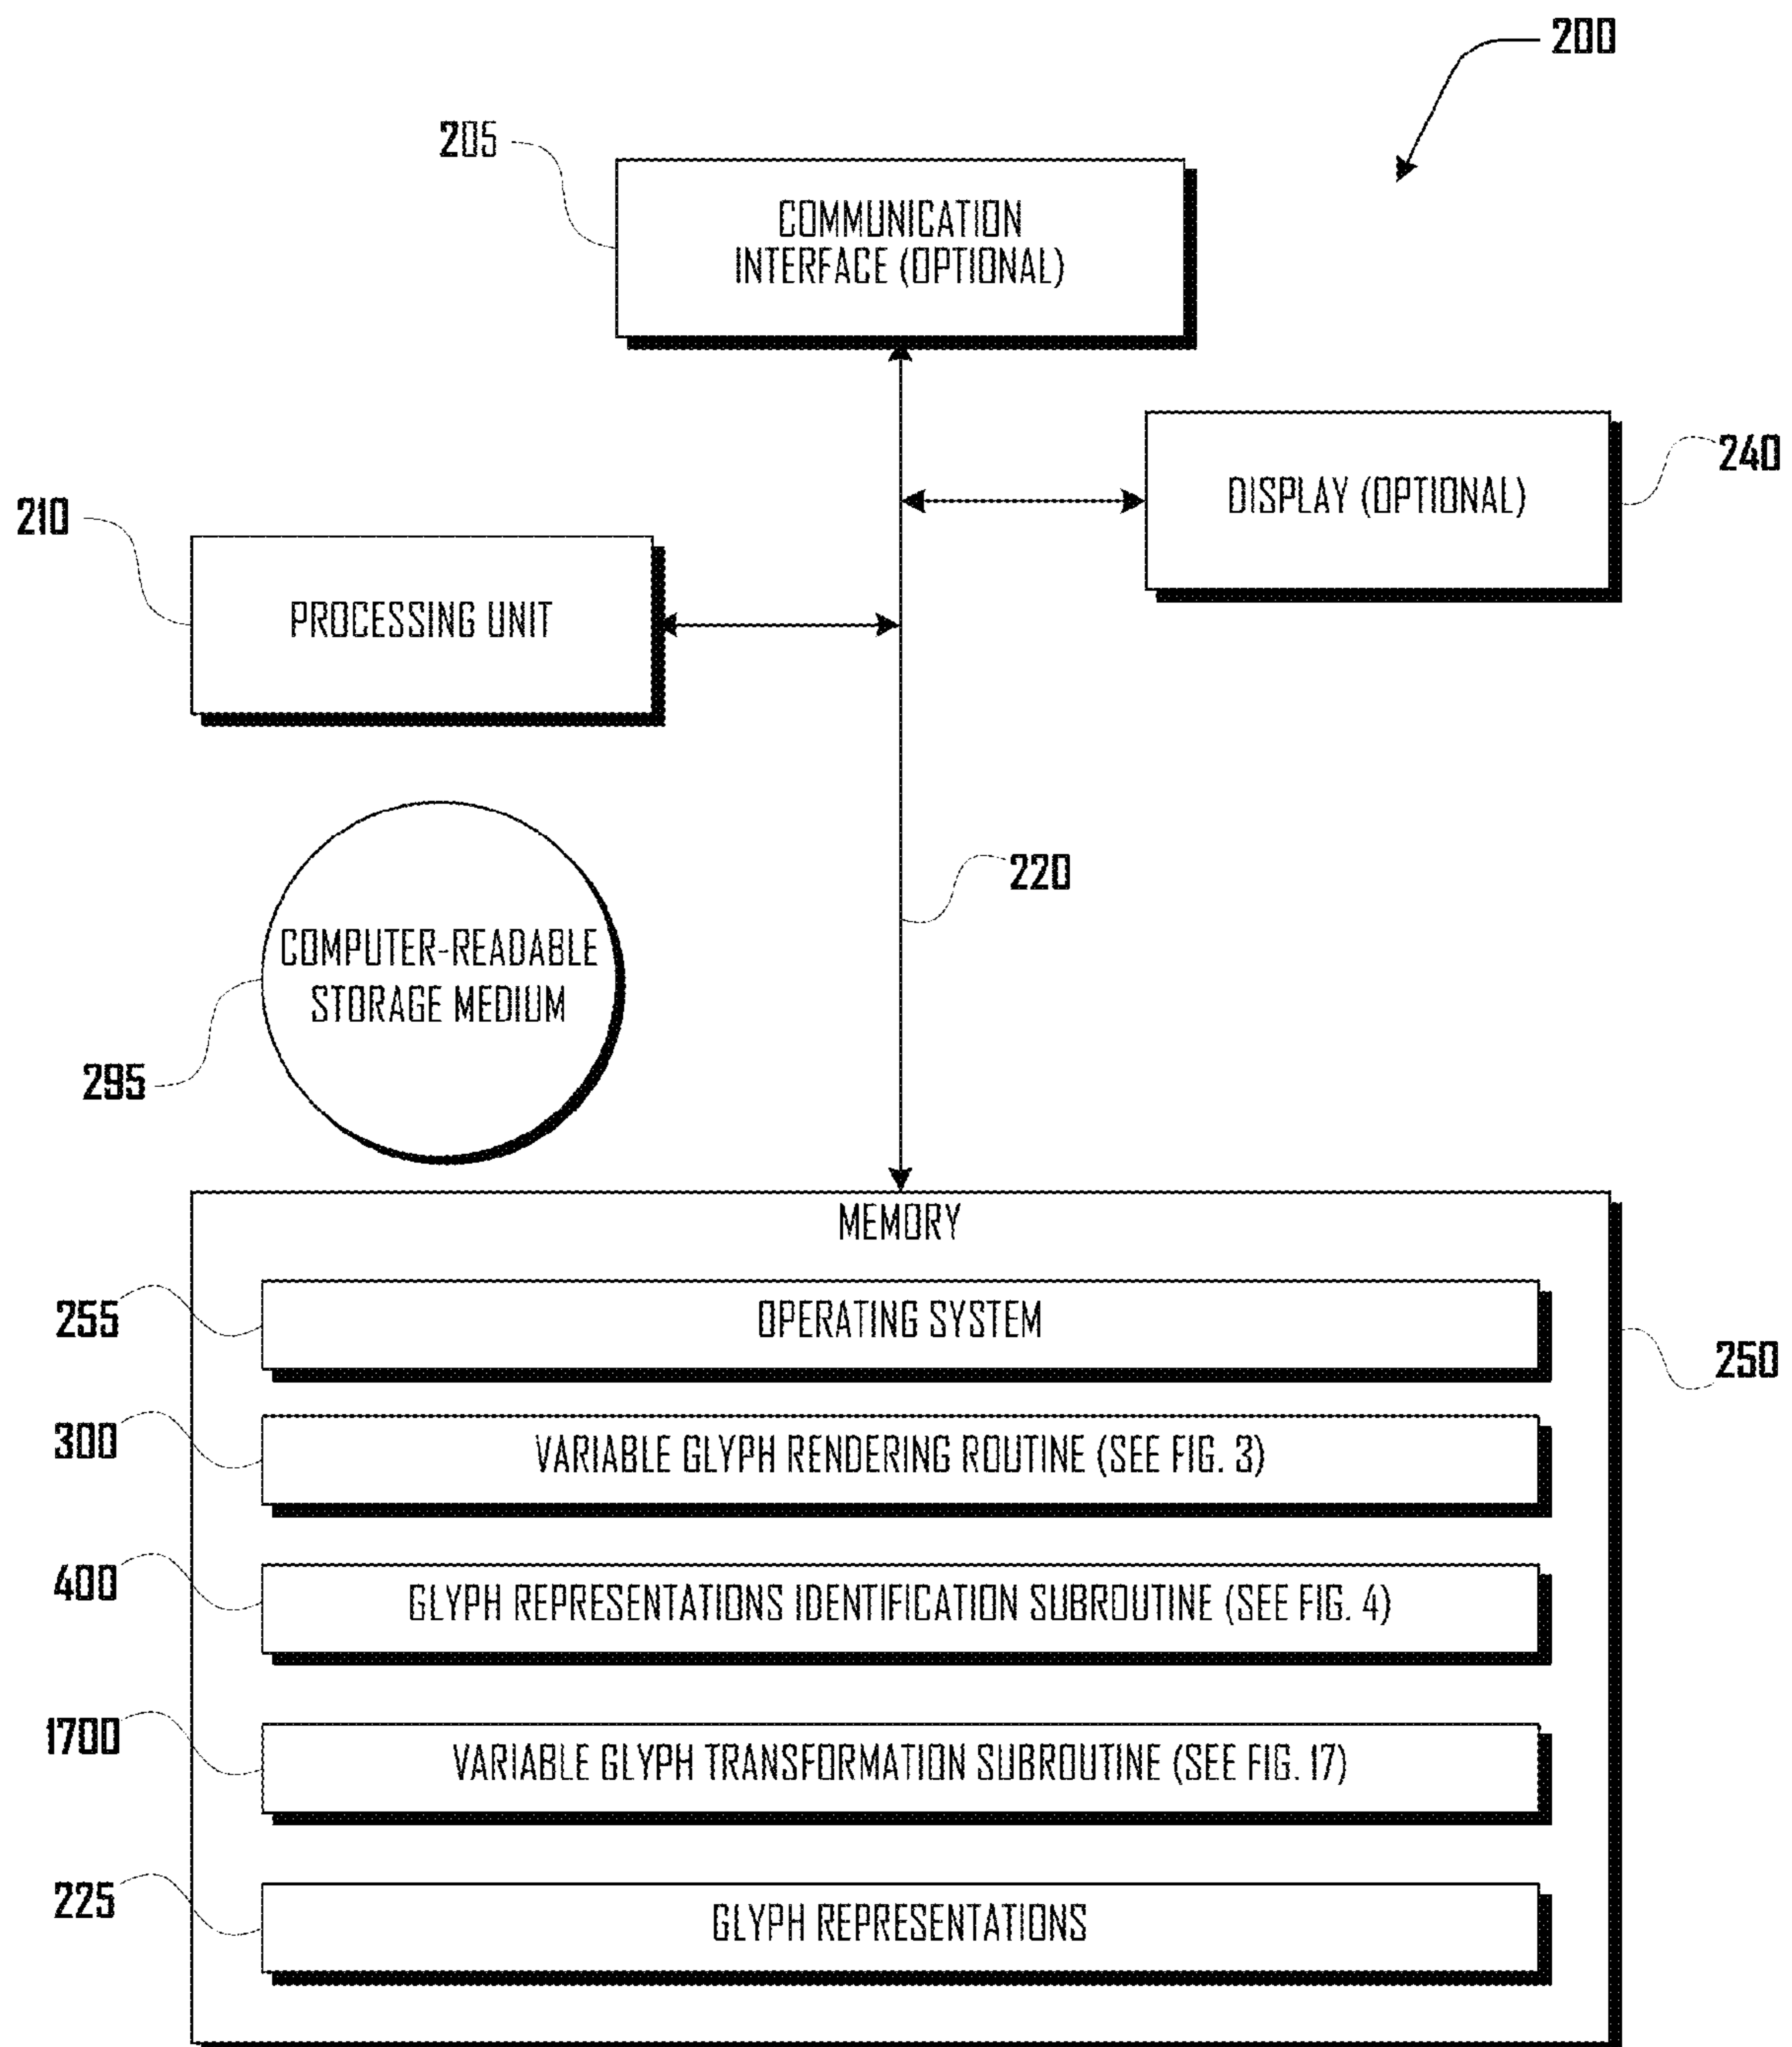 200
205
COMMUNICATION
INTERFACE (OPTIONAL)
240
DISPLAY (OPTIONAL)
210
PROCESSING UNIT
220
COMPUTER-READABLE
STORAGE MEDIUM
295
MEMORY
255
OPERATING SYSTEM
250
300
VARIABLE GLYPH RENDERING ROUTINE (SEE FIG. 3)
400
GLYPH REPRESENTATIONS IDENTIFICATION SUBROUTINE (SEE FIG. 4)
1700
VARIABLE GLYPH TRANSFORMATION SUBROUTINE (SEE FIG. 17)
225
GLYPH REPRESENTATIONS